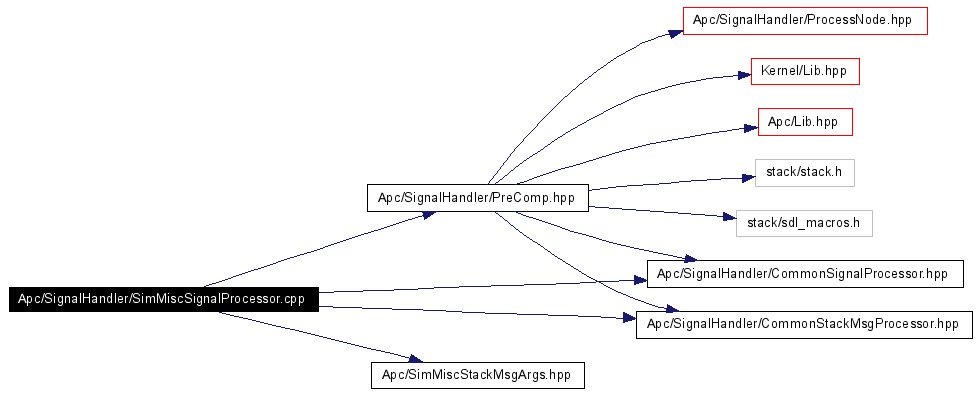 Apc/SignalHandler/ProcessNode.hpp
Kernel/Lib.hpp
Apc/Lib.hpp
stack/stack.h
Apc/SignalHandler/PreComp.hpp
stack/sdl_macros.h
Apc/SignalHandler/CommonSignalProcessor.hpp
Apc/SignalHandler/SimMiscSignalProcessor.cpp
Apc/SignalHandler/CommonStackMsgProcessor.hpp
Apc/SimMiscStackMsgArgs.hpp